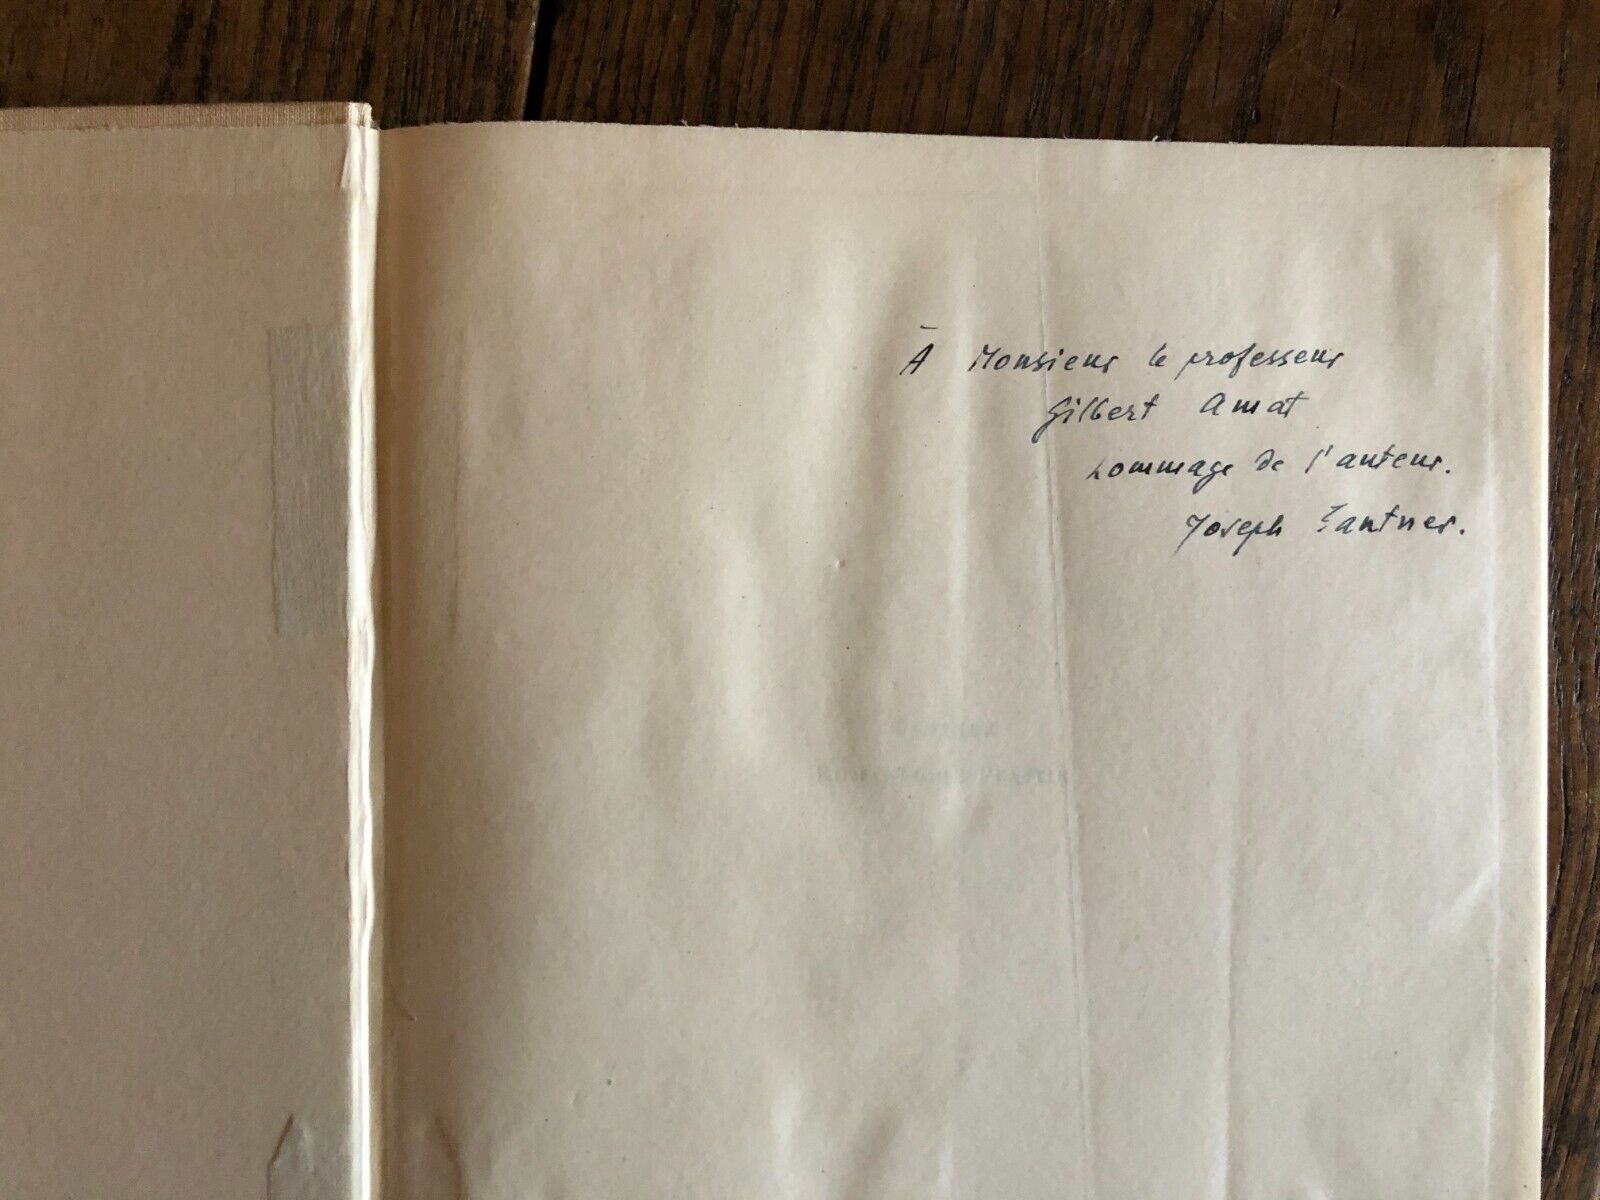 À Monsieur le professeur
Gilbert Amat
hommage de l'auteur.
Joseph Gantner.